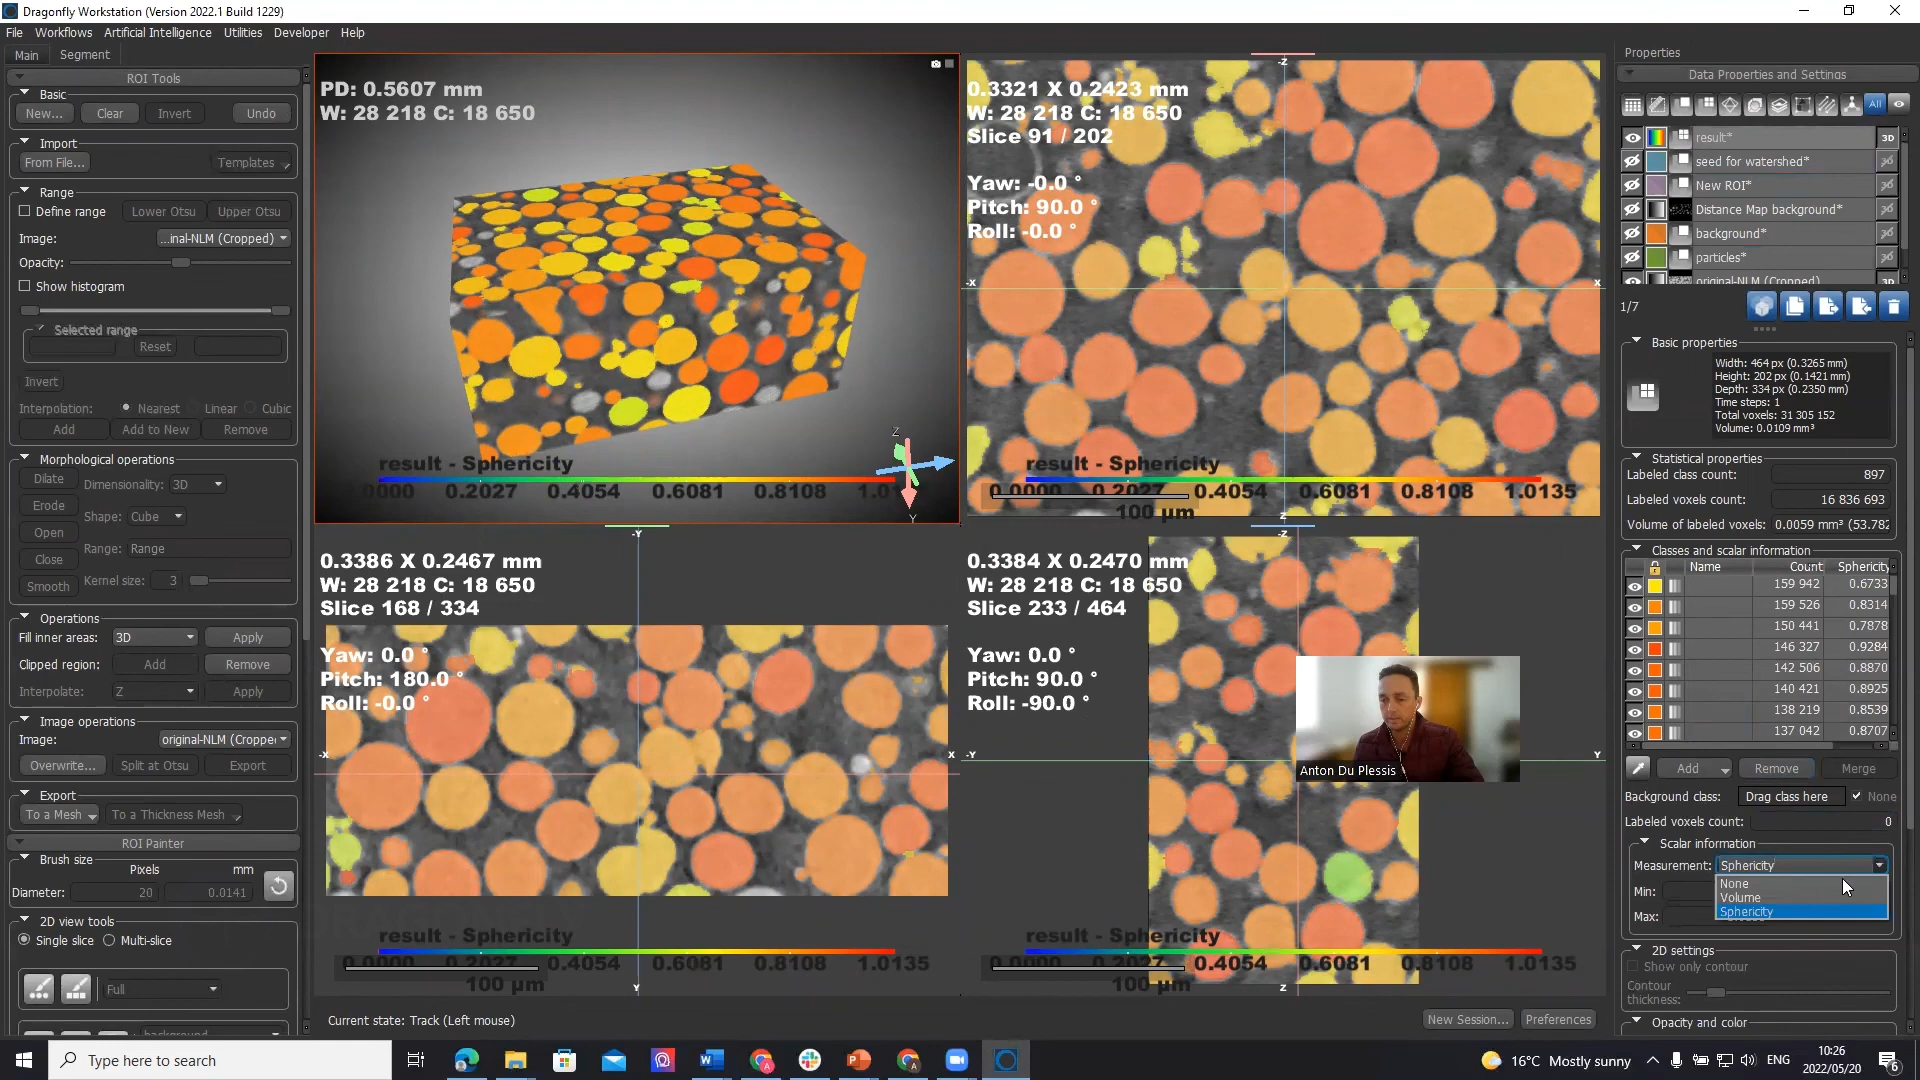 Dragonfly Workstation (Version 2022.1 Build 1229)
File Workflows Artificial Intelligence Utilities Developer Help
Main Segment
ROI Tools
Basic
New... Clear Invert Undo
Import
From File... Templates
Range
Define range Lower Otsu Upper Otsu
Image: ...inal-NLM (Cropped)
Opacity:
Show histogram
Selected range
Reset
Invert
Interpolation: Nearest Linear Cubic
Add Add to New Remove
Morphological operations
Dilate Dimensionality: 3D
Erode
Shape: Cube
Open
Range: Range
Close
Kernel size: 3
Smooth
Operations
Fill inner areas: 3D Apply
Clipped region: Add Remove
Interpolate: Z Apply
Image operations
Image: original-NLM (Croppe
Overwrite... Split at Otsu Export
Export
To a Mesh To a Thickness Mesh
ROI Painter
Brush size
Pixels mm
Diameter: 20 0.0141
2D view tools
Single slice Multi-slice
Full
background
PD: 0.5607 mm
W: 28 218 C: 18 650
Z
Y
result - Sphericity
0.0000 0.2027 0.4054 0.6081 0.8108 1.01
0.3321 X 0.2423 mm
W: 28 218 C: 18 650
Slice 91 / 202
Yaw: -0.0 °
Pitch: 90.0 °
Roll: -0.0 °
-Z
-X X
Z
result - Sphericity
0.0000 0.2027 0.4054 0.6081 0.8108 1.0135
100 µm
-Y
0.3386 X 0.2467 mm
W: 28 218 C: 18 650
Slice 168 / 334
Yaw: 0.0 °
Pitch: 180.0 °
Roll: -0.0 °
-X X
result - Sphericity
0.0000 0.2027 0.4054 0.6081 0.8108 1.0135
100 µm
Y
-Z
0.3384 X 0.2470 mm
W: 28 218 C: 18 650
Slice 233 / 464
Yaw: 0.0 °
Pitch: 90.0 °
Roll: -90.0 °
-Y Y
Anton Du Plessis
result - Sphericity
0.0000 0.2027 0.4054 0.6081 0.8108 1.0135
100 µm
Z
Current state: Track (Left mouse)
New Session... Preferences
Properties
Data Properties and Settings
All
result* 3D
seed for watershed*
New ROI*
Distance Map background*
background*
particles*
original-NLM (Cropped) 3D
1/7
Basic properties
Width: 464 px (0.3265 mm)
Height: 202 px (0.1421 mm)
Depth: 334 px (0.2350 mm)
Time steps: 1
Total voxels: 31 305 152
Volume: 0.0109 mm³
Statistical properties
Labeled class count: 897
Labeled voxels count: 16 836 693
Volume of labeled voxels: 0.0059 mm³ (53.782
Classes and scalar information
Name Count Sphericity
159 942 0.6733
159 526 0.8314
150 441 0.7878
146 327 0.9284
142 506 0.8870
140 421 0.8925
138 219 0.8539
137 042 0.8707
Add Remove Merge
Background class: Drag class here None
Labeled voxels count: 0
Scalar information
Measurement: Sphericity
None
Volume
Sphericity
Min:
Max:
2D settings
Show only contour
Contour
thickness:
Opacity and color
Type here to search
16°C Mostly sunny
ENG
10:26
2022/05/20
6